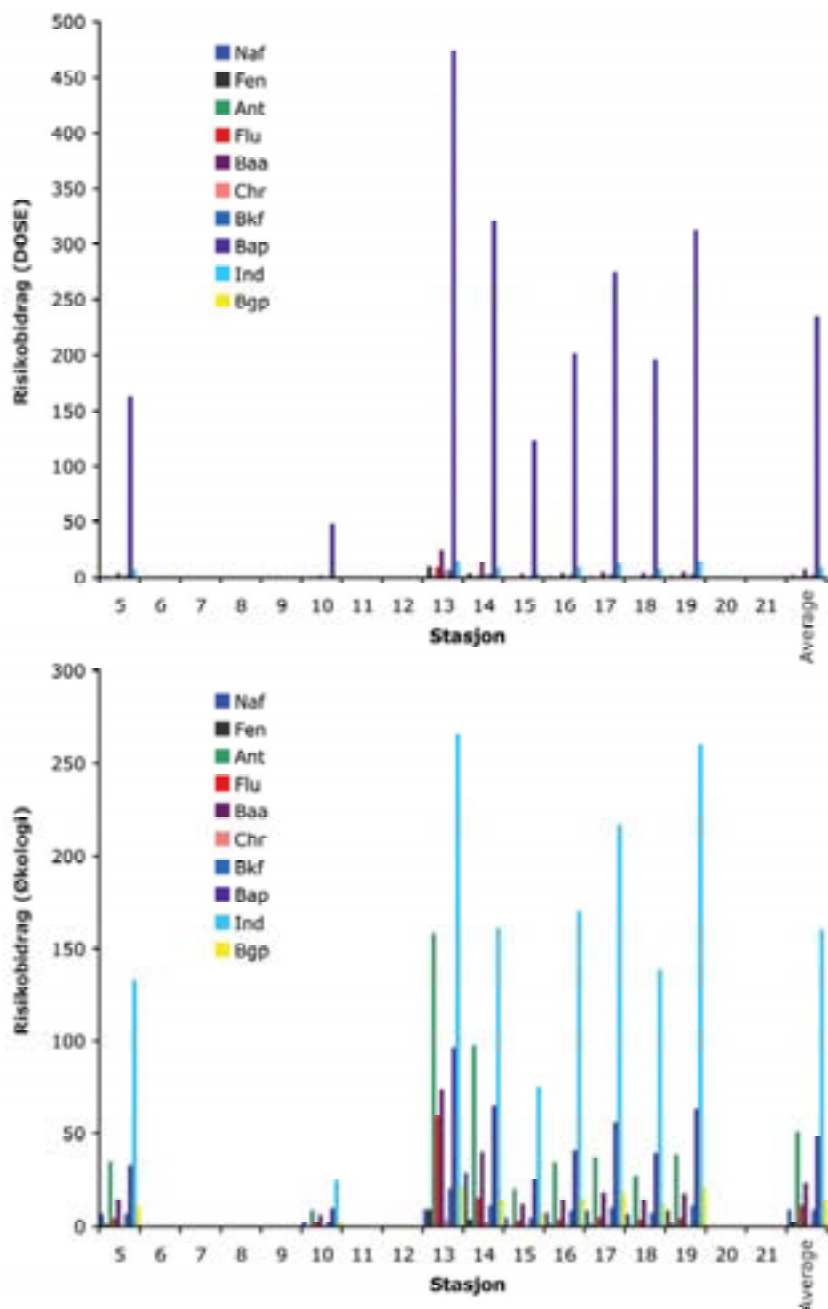 500
450
400
350
300
250
200
150
100
50
0
Risikobidrag (DOSE)
Naf
Fen
Ant
Flu
Baa
Chr
Bkf
Bap
Ind
Bgp
5 6 7 8 9 10 11 12 13 14 15 16 17 18 19 20 21 Average
Stasjon
300
250
200
150
100
50
0
Risikobidrag (Økologi)
Naf
Fen
Ant
Flu
Baa
Chr
Bkf
Bap
Ind
Bgp
5 6 7 8 9 10 11 12 13 14 15 16 17 18 19 20 21 Average
Stasjon